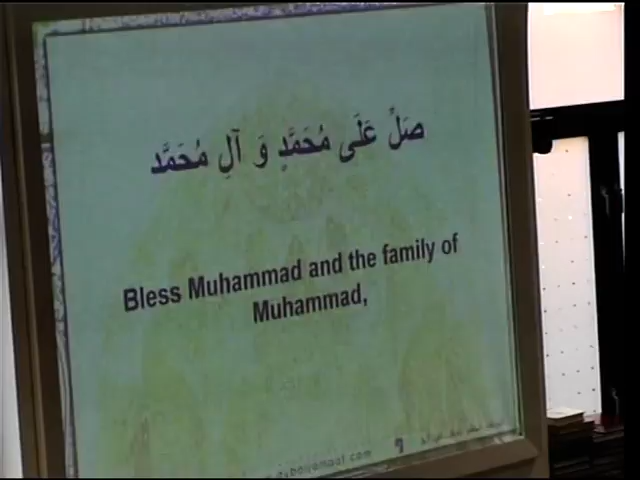 صَلِّ عَلَى مُحَمَّدٍ وَ آلِ مُحَمَّد
Bless Muhammad and the family of
Muhammad,